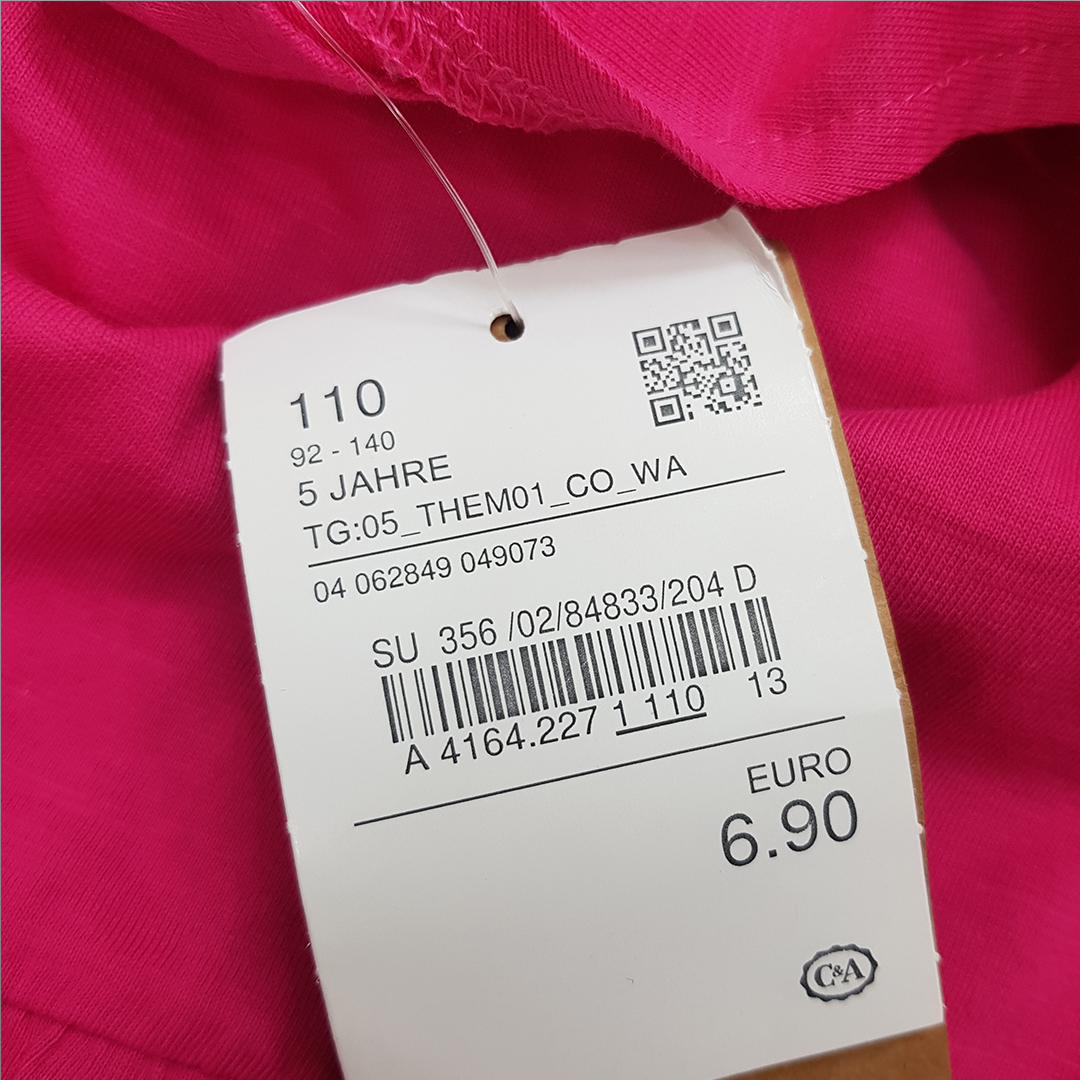 110
92 - 140
5 JAHRE
TG:05_THEM01_CO_WA
04 062849 049073
SU 356 /02/84833/204 D
A 4164.227 1 110 13
EURO
6.90
C&A